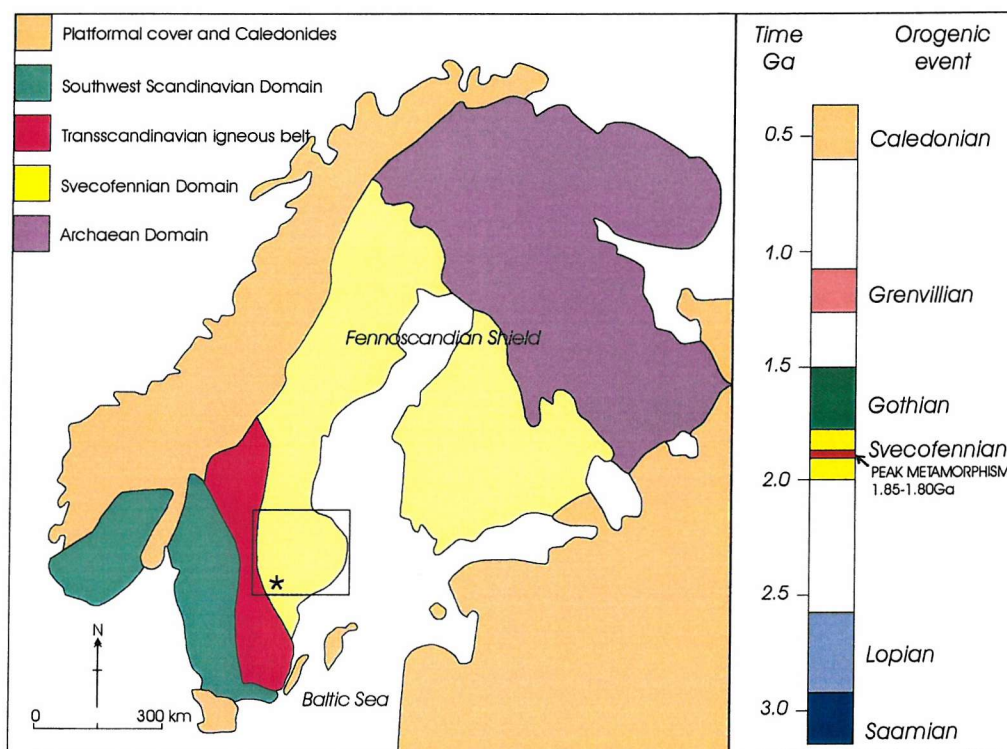 Platformal cover and Caledonides
Southwest Scandinavian Domain
Transscandinavian igneous belt
Svecofennian Domain
Archaean Domain
Fennoscandian Shield
*
N
0 300 km
Baltic Sea
Time Orogenic
Ga event
0.5
Caledonian
1.0
Grenvillian
1.5
Gothian
Svecofennian
PEAK METAMORPHISM
1.85-1.80Ga
2.0
2.5
Lopian
3.0
Saamian